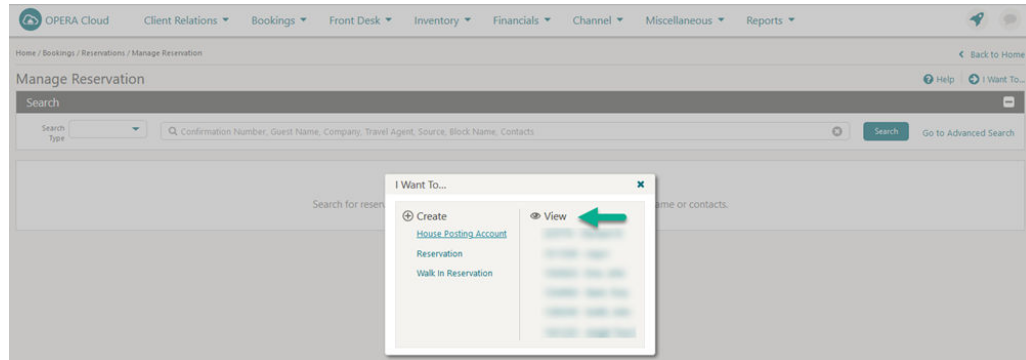 OPERA Cloud Client Relations Bookings Front Desk Inventory Financials Channel Miscellaneous Reports
Home / Bookings / Reservations / Manage Reservation Back to Home
Manage Reservation Help I Want To...
Search
Search Type Confirmation Number, Guest Name, Company, Travel Agent, Source, Block Name, Contacts Search Go to Advanced Search
I Want To...
Search for reser ame or contacts.
Create View
House Posting Account
Reservation
Walk In Reservation